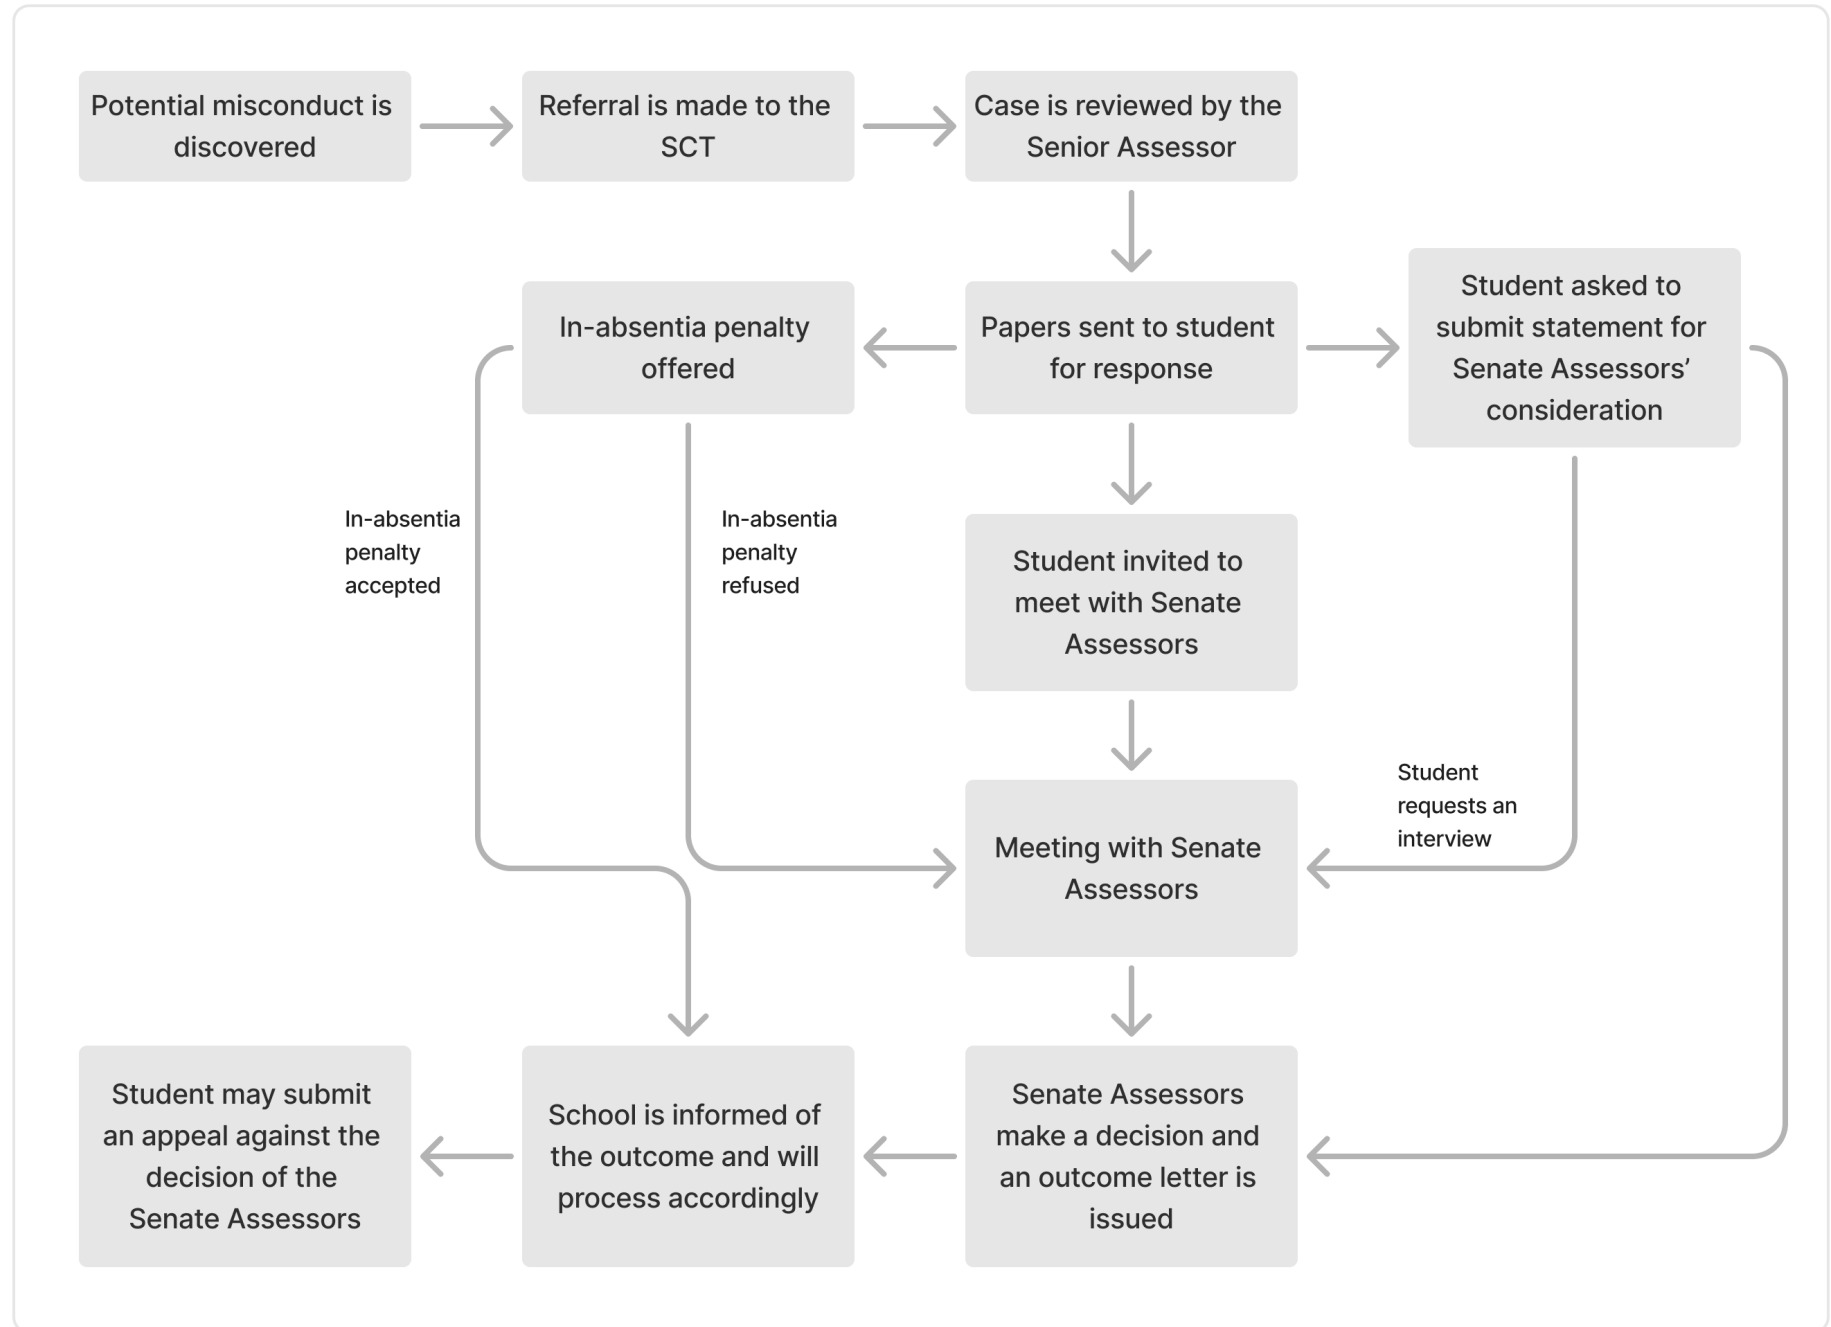 Potential misconduct is
discovered
Referral is made to the
SCT
Case is reviewed by the
Senior Assessor
In-absentia penalty
offered
Papers sent to student
for response
Student asked to
submit statement for
Senate Assessors’
consideration
In-absentia
penalty
accepted
In-absentia
penalty
refused
Student invited to
meet with Senate
Assessors
Student
requests an
interview
Meeting with Senate
Assessors
Student may submit
an appeal against the
decision of the
Senate Assessors
School is informed of
the outcome and will
process accordingly
Senate Assessors
make a decision and
an outcome letter is
issued